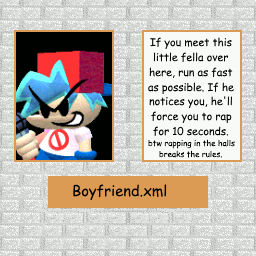 If you meet this
little fella over
here, run as fast
as possible. If he
notices you, he'll
force you to rap
for 10 seconds.
btw rapping in the halls
breaks the rules.
Boyfriend.xml